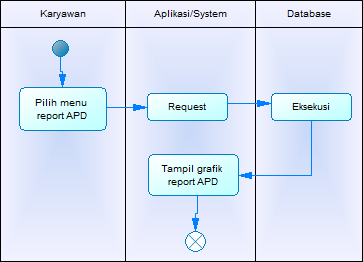 Karyawan
Aplikasi/System
Database
Pilih menu
report APD
Request
Eksekusi
Tampil grafik
report APD